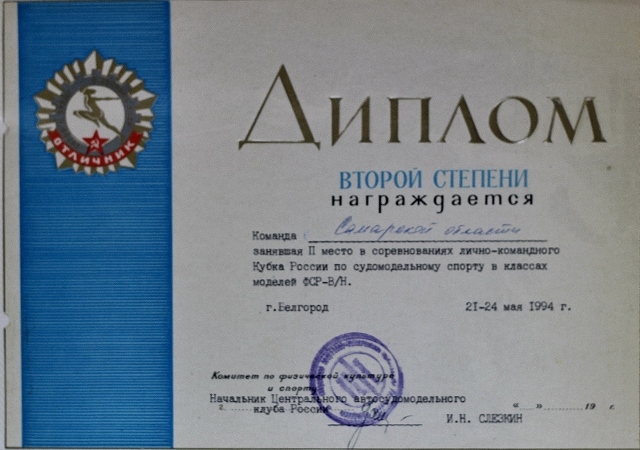 ОТЛИЧНИК
ДИПЛОМ
ВТОРОЙ СТЕПЕНИ
награждается
Команда Самарской области
занявшая II место в соревнованиях лично-командного
Кубка России по судомодельному спорту в классах
моделей ФСР-В/Н.
г.Белгород 21-24 мая 1994 г.
Комитет по физической культуре
и спорту
Начальник Центрального автосудомодельного
г. клуба России « » 19 г.
И.Н. СЛЕЗКИН